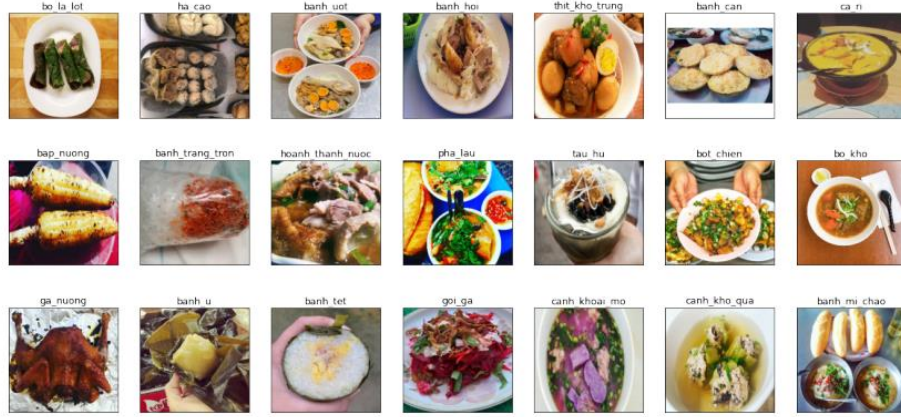 bo_la_lot ha_cao banh_uot banh_hoi thit_kho_trung banh_can ca_ri
bap_nuong banh_trang_tron hoanh_thanh_nuoc pha_lau tau_hu bot_chien bo_kho
ga_nuong banh_u banh_tet goi_ga canh_khoai_mo canh_kho_qua banh_mi_chao